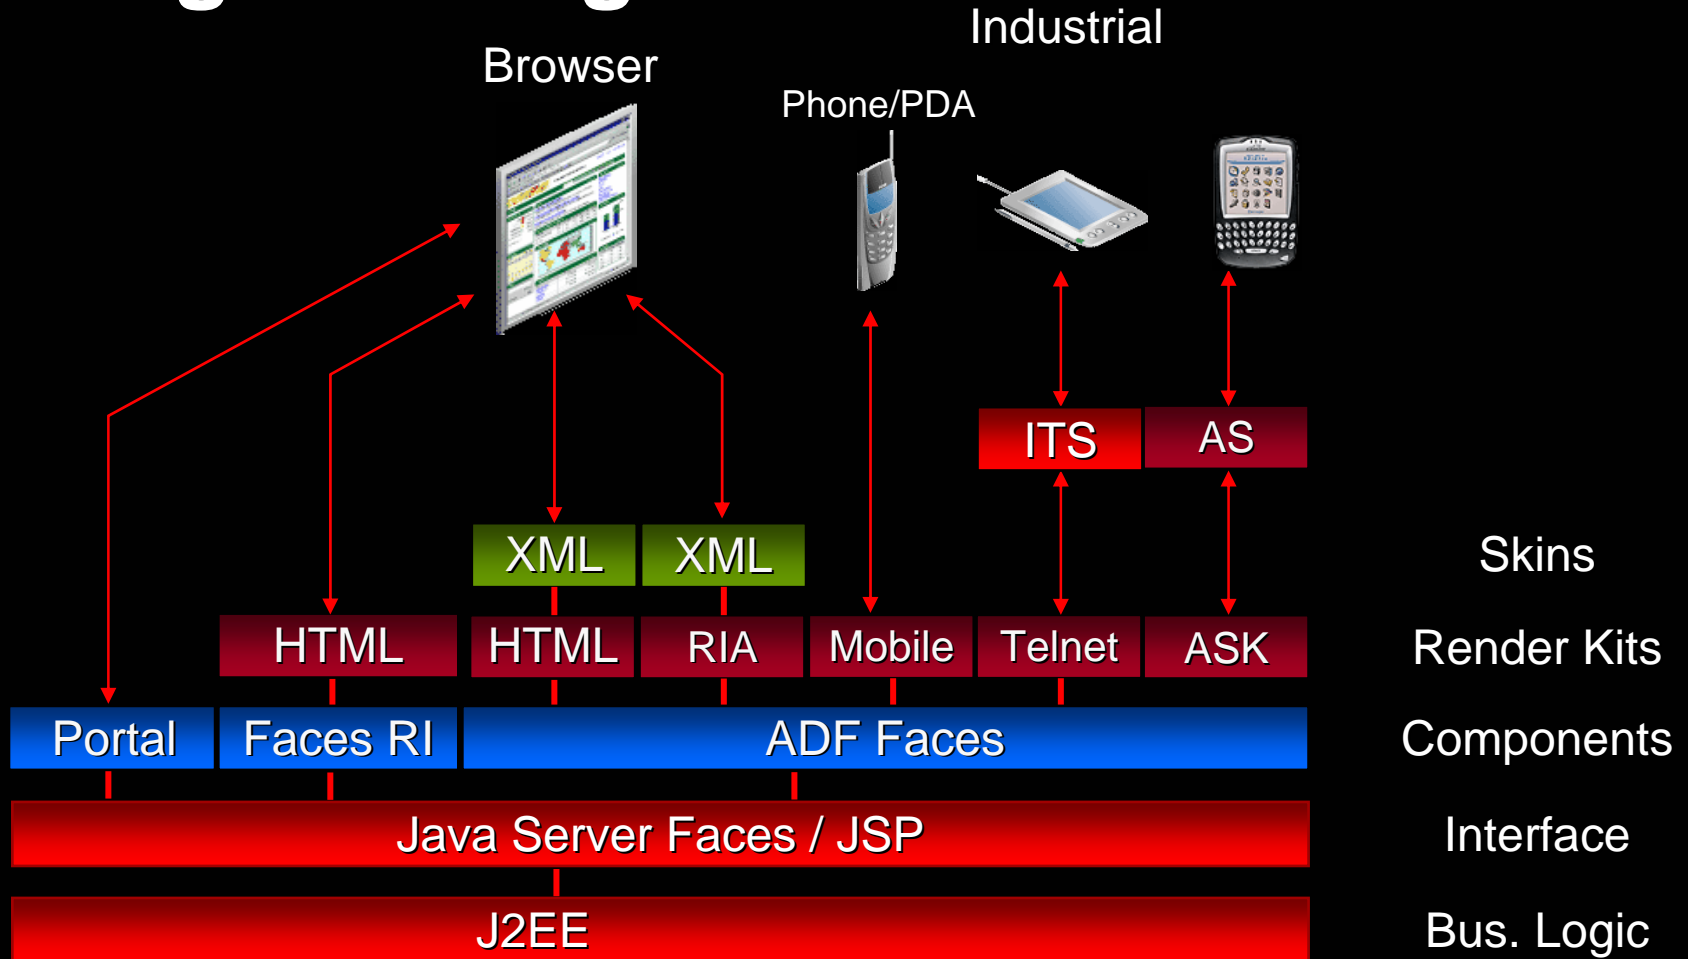 Industrial
Browser
Phone/PDA
ITS AS
XML XML Skins
HTML HTML RIA Mobile Telnet ASK Render Kits
Portal Faces RI ADF Faces Components
Java Server Faces / JSP Interface
J2EE Bus. Logic